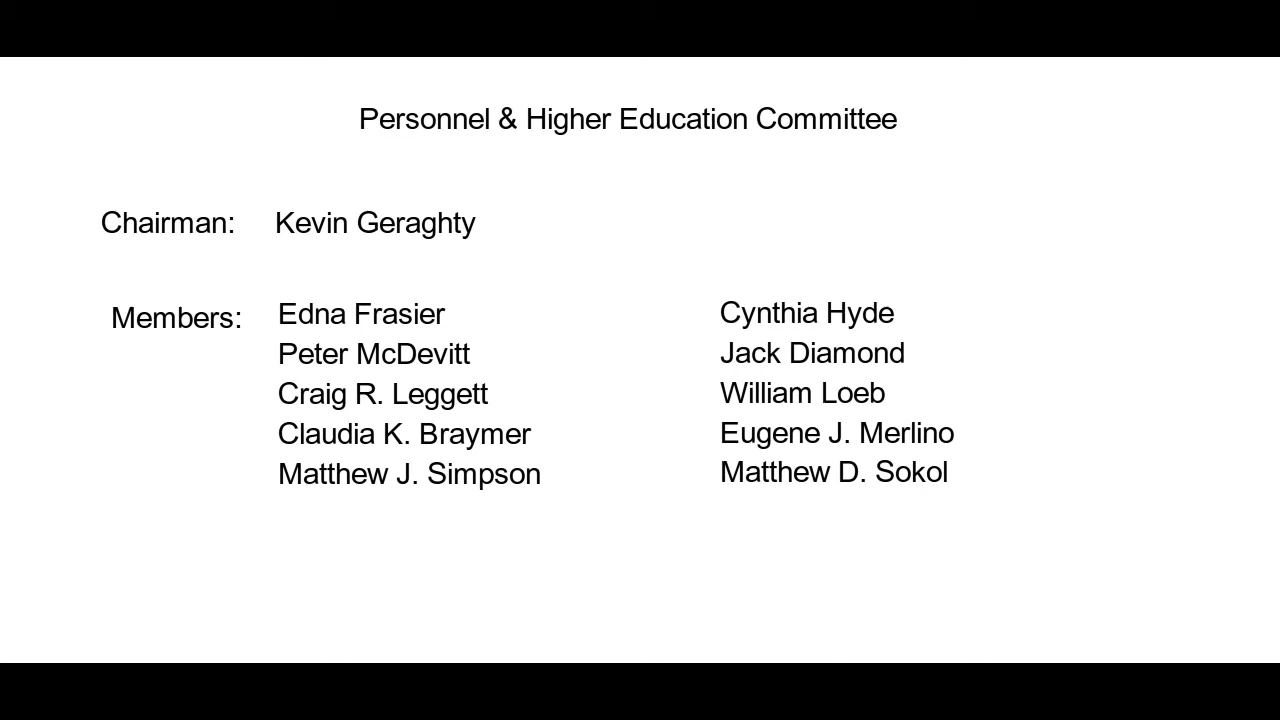 Personnel & Higher Education Committee
Chairman: Kevin Geraghty
Members:
Edna Frasier
Peter McDevitt
Craig R. Leggett
Claudia K. Braymer
Matthew J. Simpson
Cynthia Hyde
Jack Diamond
William Loeb
Eugene J. Merlino
Matthew D. Sokol